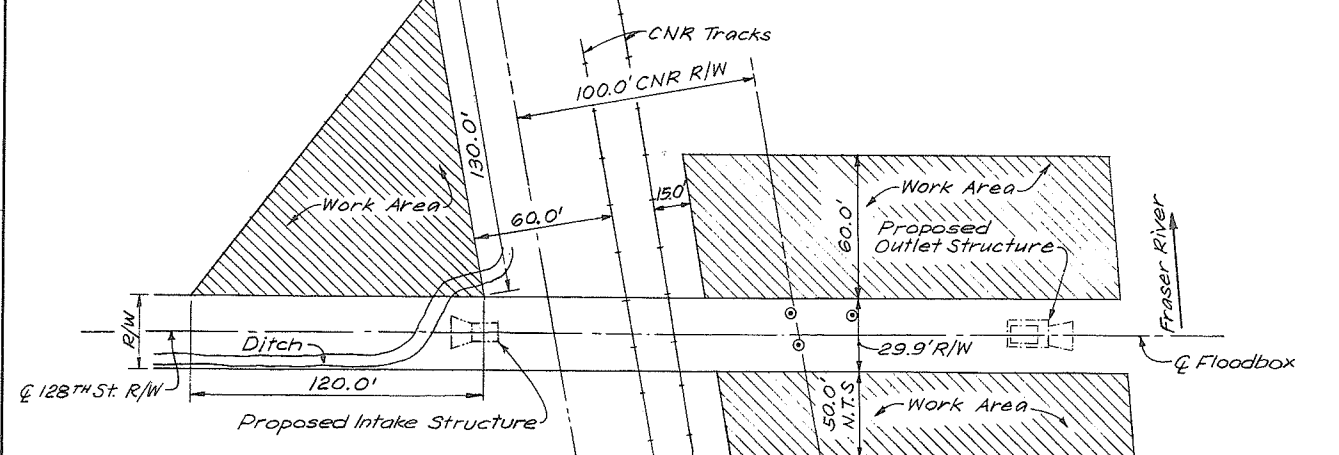 CNR Tracks
100.0' CNR R/W
130.0'
Work Area
60.0'
15.0'
Work Area
60.0'
Proposed
Outlet Structure
Fraser River
R/W
Ditch
29.9' R/W
℄ Floodbox
℄ 128TH St. R/W
120.0'
Proposed Intake Structure
50.0'
N.T.S
Work Area